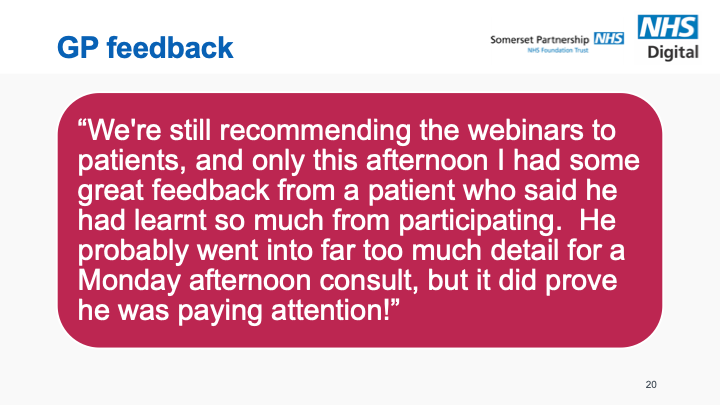 GP feedback
Somerset Partnership NHS
NHS Foundation Trust
NHS
Digital
“We're still recommending the webinars to
patients, and only this afternoon I had some
great feedback from a patient who said he
had learnt so much from participating.  He
probably went into far too much detail for a
Monday afternoon consult, but it did prove
he was paying attention!”
20